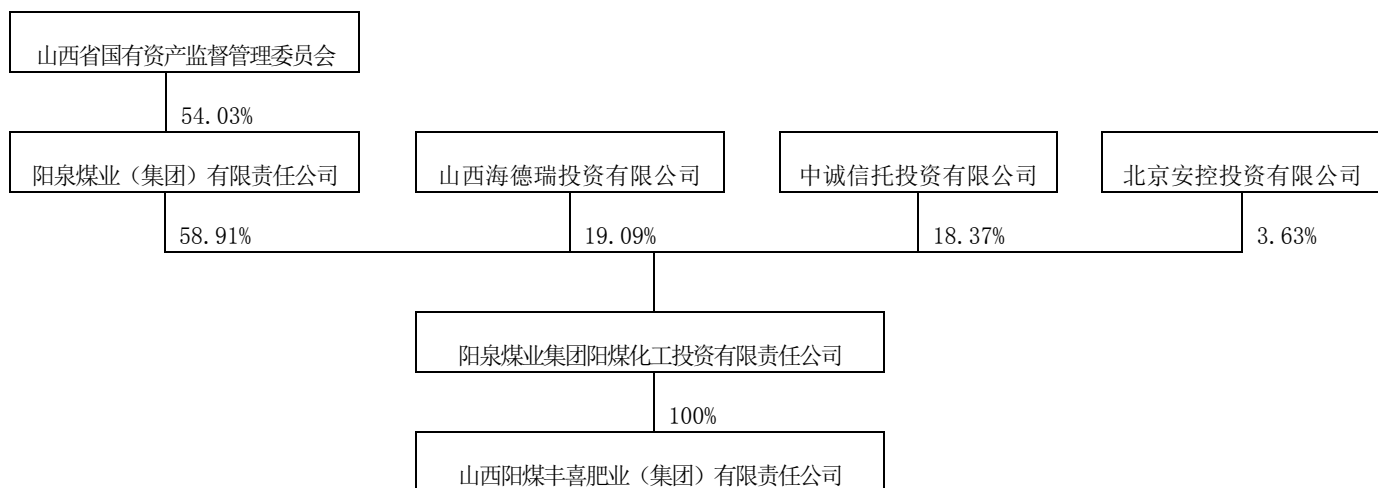 山西省国有资产监督管理委员会
54.03%
阳泉煤业（集团）有限责任公司
山西海德瑞投资有限公司
中诚信托投资有限公司
北京安控投资有限公司
58.91%
19.09%
18.37%
3.63%
阳泉煤业集团阳煤化工投资有限责任公司
100%
山西阳煤丰喜肥业（集团）有限责任公司